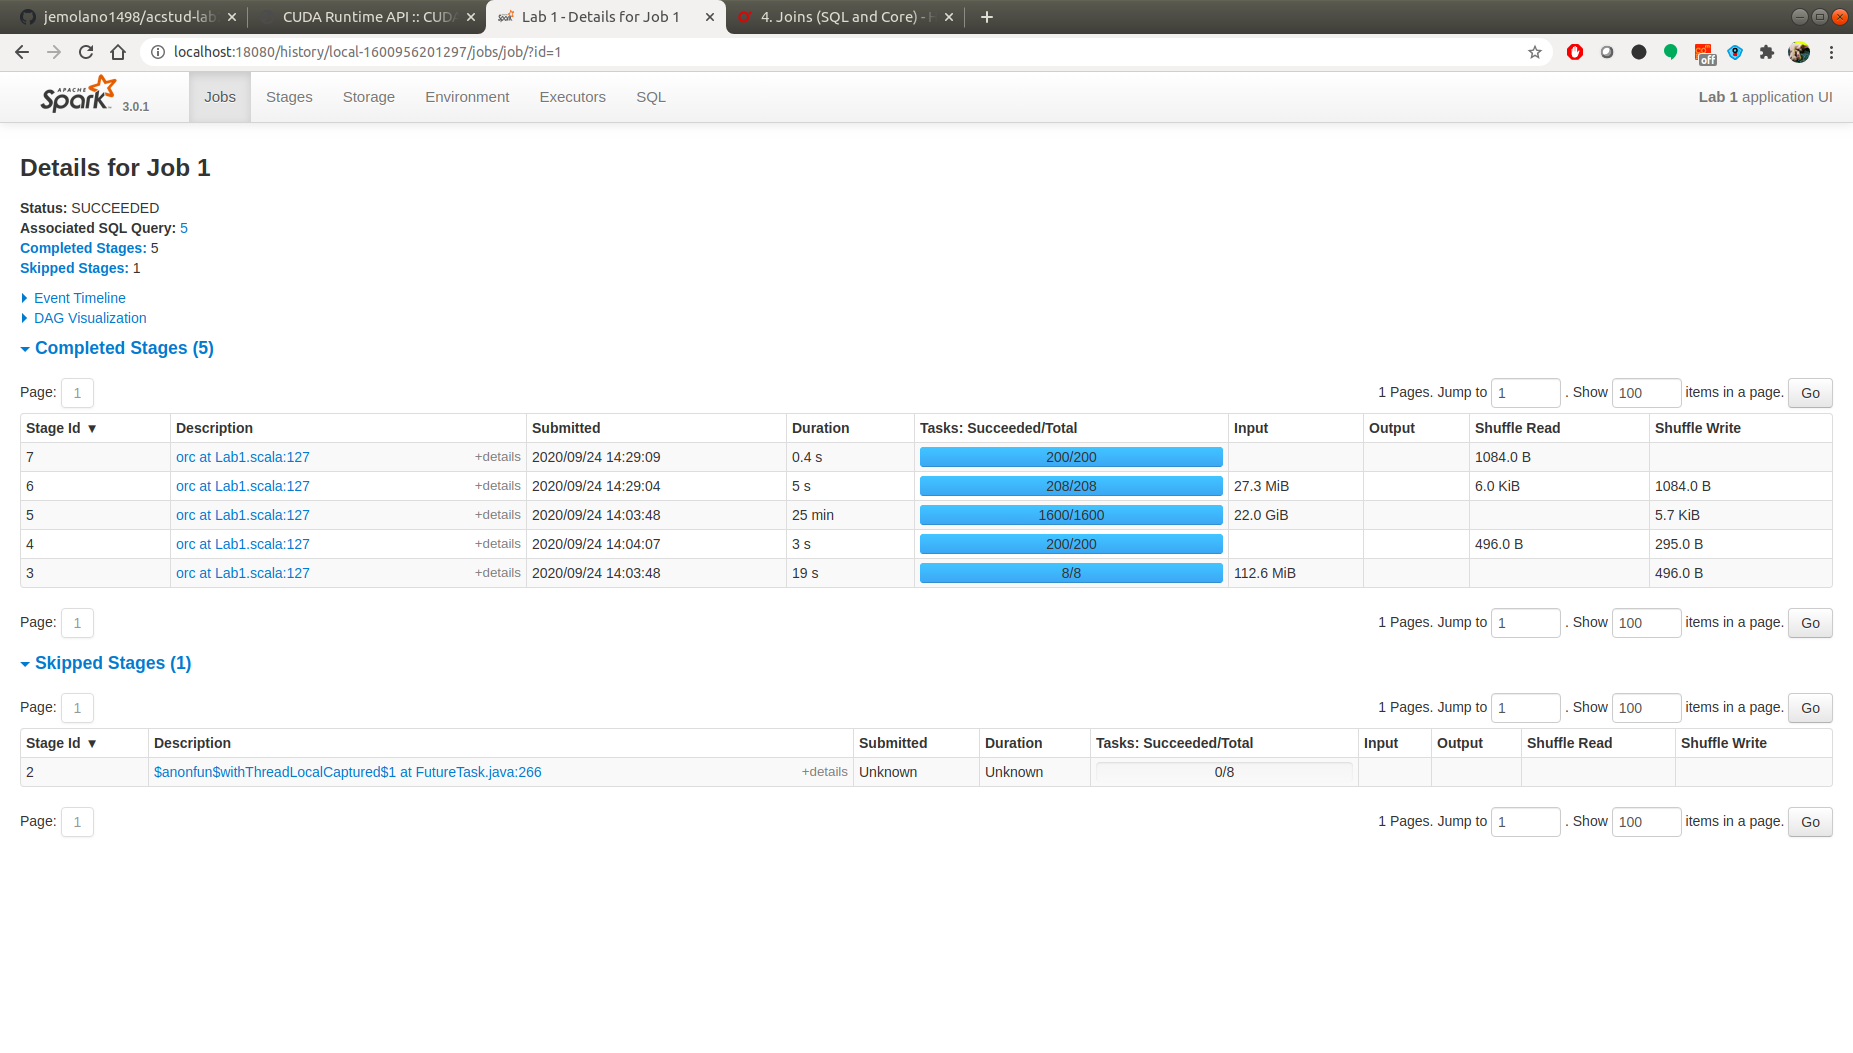 jemolano1498/acstud-lab
CUDA Runtime API :: CUDA
Lab 1 - Details for Job 1
4. Joins (SQL and Core) - H
localhost:18080/history/local-1600956201297/jobs/job/?id=1
off
APACHE Spark 3.0.1 Jobs Stages Storage Environment Executors SQL Lab 1 application UI
Details for Job 1
Status: SUCCEEDED
Associated SQL Query: 5
Completed Stages: 5
Skipped Stages: 1
Event Timeline
DAG Visualization
Completed Stages (5)
Page: 1 1 Pages. Jump to 1 . Show 100 items in a page. Go
Stage Id ▼ Description Submitted Duration Tasks: Succeeded/Total Input Output Shuffle Read Shuffle Write
7 orc at Lab1.scala:127 +details 2020/09/24 14:29:09 0.4 s 200/200 1084.0 B
6 orc at Lab1.scala:127 +details 2020/09/24 14:29:04 5 s 208/208 27.3 MiB 6.0 KiB 1084.0 B
5 orc at Lab1.scala:127 +details 2020/09/24 14:03:48 25 min 1600/1600 22.0 GiB 5.7 KiB
4 orc at Lab1.scala:127 +details 2020/09/24 14:04:07 3 s 200/200 496.0 B 295.0 B
3 orc at Lab1.scala:127 +details 2020/09/24 14:03:48 19 s 8/8 112.6 MiB 496.0 B
Page: 1 1 Pages. Jump to 1 . Show 100 items in a page. Go
Skipped Stages (1)
Page: 1 1 Pages. Jump to 1 . Show 100 items in a page. Go
Stage Id ▼ Description Submitted Duration Tasks: Succeeded/Total Input Output Shuffle Read Shuffle Write
2 $anonfun$withThreadLocalCaptured$1 at FutureTask.java:266 +details Unknown Unknown 0/8
Page: 1 1 Pages. Jump to 1 . Show 100 items in a page. Go